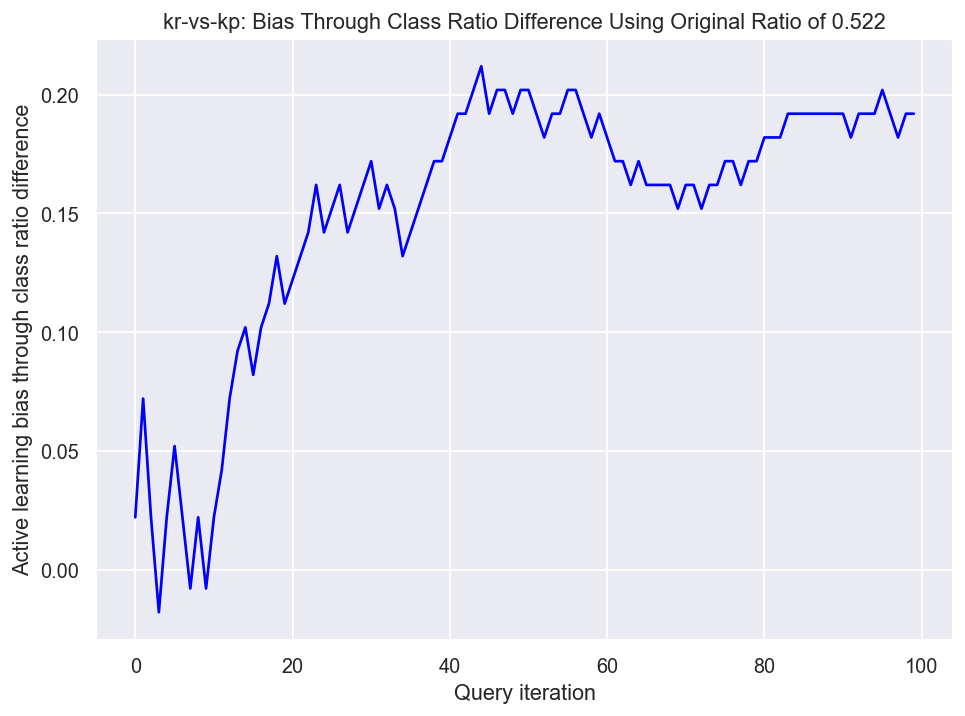 kr-vs-kp: Bias Through Class Ratio Difference Using Original Ratio of 0.522
Active learning bias through class ratio difference
0.20
0.15
0.10
0.05
0.00
0 20 40 60 80 100
Query iteration